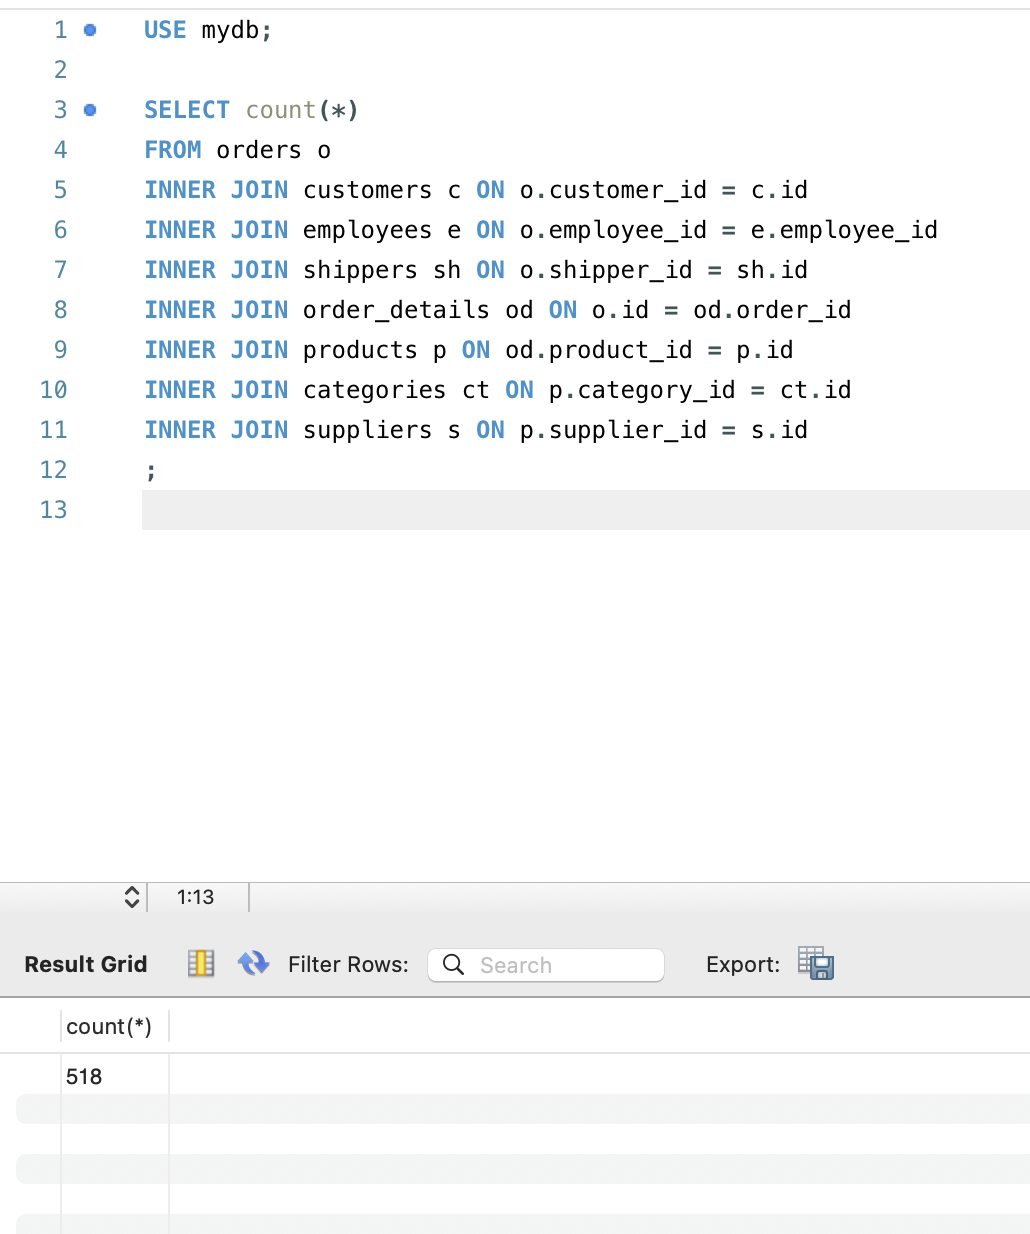 1 USE mydb;
2
3 SELECT count(*)
4 FROM orders o
5 INNER JOIN customers c ON o.customer_id = c.id
6 INNER JOIN employees e ON o.employee_id = e.employee_id
7 INNER JOIN shippers sh ON o.shipper_id = sh.id
8 INNER JOIN order_details od ON o.id = od.order_id
9 INNER JOIN products p ON od.product_id = p.id
10 INNER JOIN categories ct ON p.category_id = ct.id
11 INNER JOIN suppliers s ON p.supplier_id = s.id
12 ;
13
1:13
Result Grid Filter Rows: Search Export:
count(*)
518